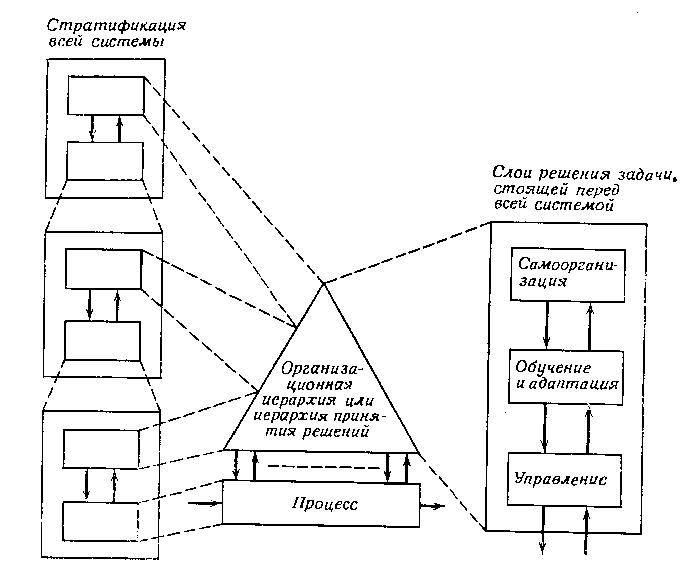 Стратификация
всей системы
Слои решения задачи,
стоящей перед
всей системой
Самооргани-
зация
Обучение
и адаптация
Управление
Организа-
ционная
иерархия или
иерархия приня-
тия решений
Процесс